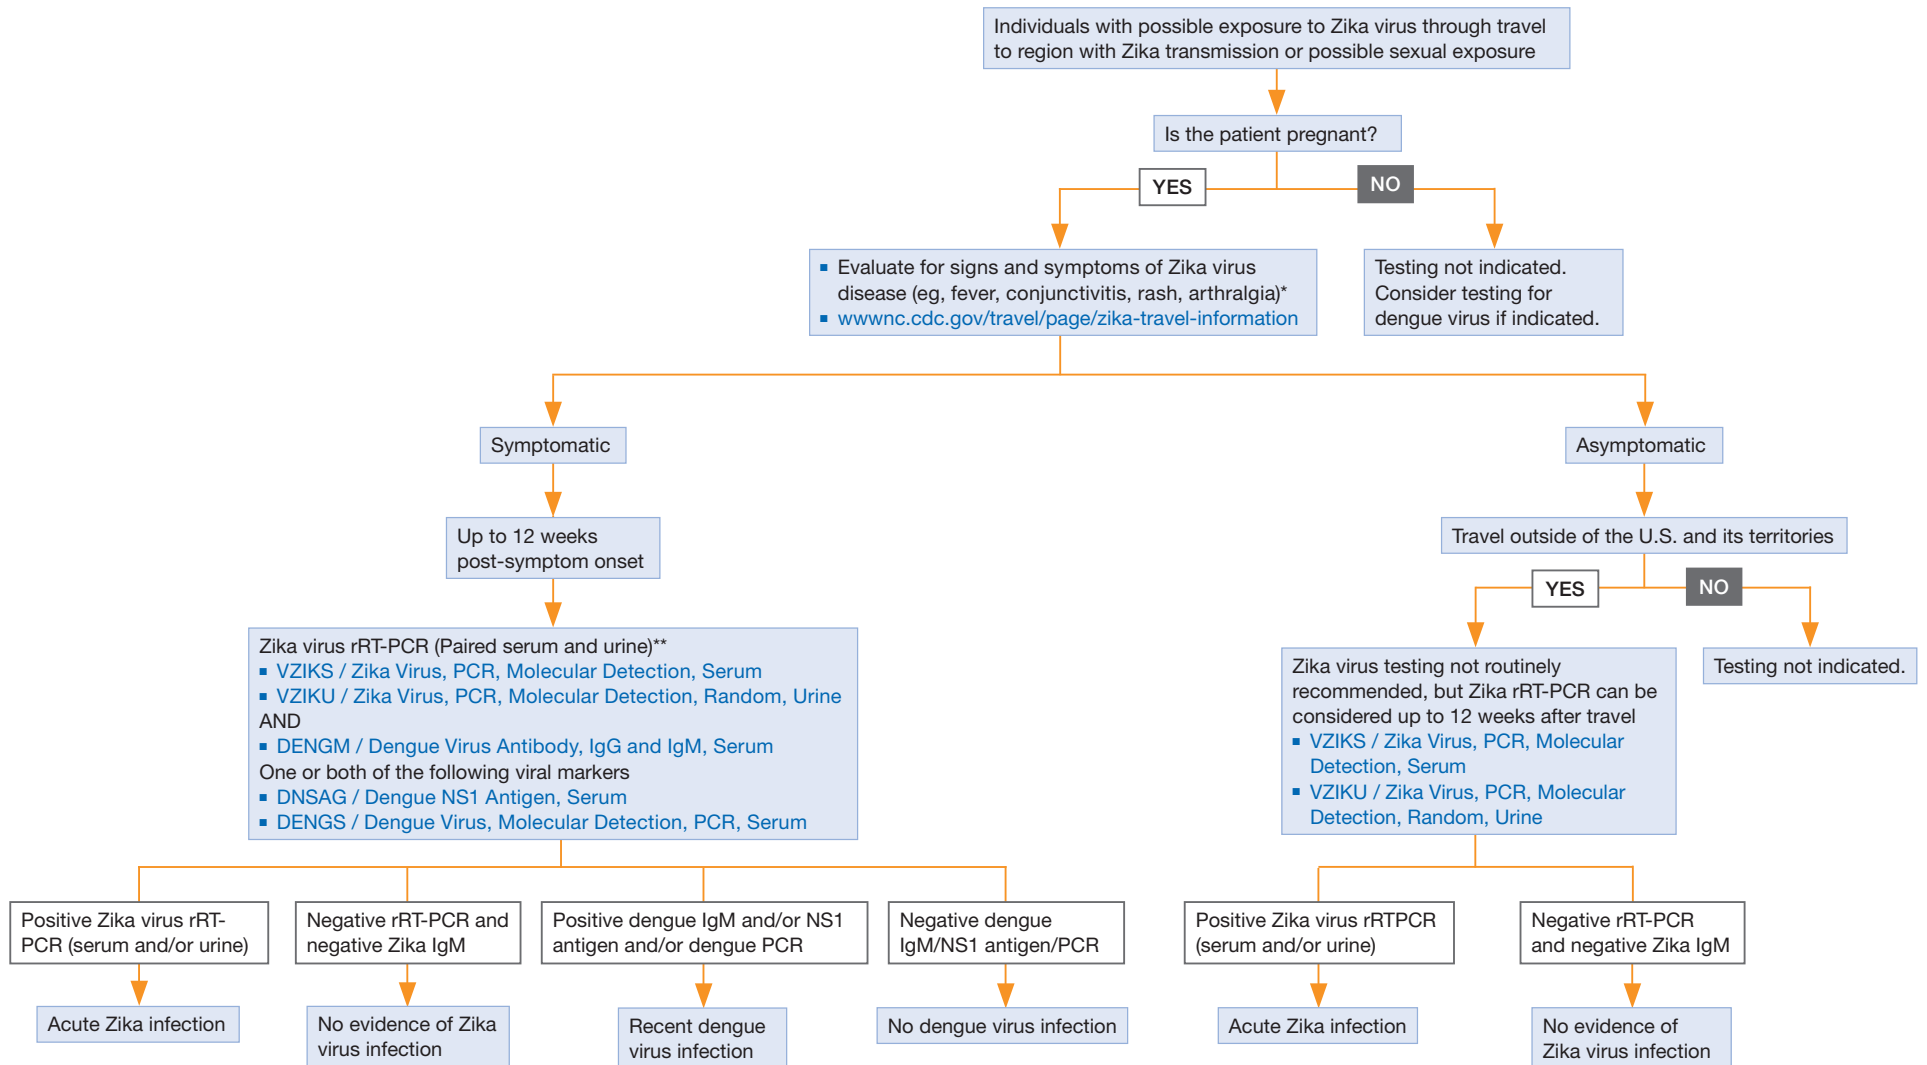 Individuals with possible exposure to Zika virus through travel
to region with Zika transmission or possible sexual exposure
Is the patient pregnant?
YES
NO
▪ Evaluate for signs and symptoms of Zika virus
disease (eg, fever, conjunctivitis, rash, arthralgia)*
▪ wwwnc.cdc.gov/travel/page/zika-travel-information
Testing not indicated.
Consider testing for
dengue virus if indicated.
Symptomatic
Asymptomatic
Up to 12 weeks
post-symptom onset
Travel outside of the U.S. and its territories
YES
NO
Zika virus rRT-PCR (Paired serum and urine)**
▪ VZIKS / Zika Virus, PCR, Molecular Detection, Serum
▪ VZIKU / Zika Virus, PCR, Molecular Detection, Random, Urine
AND
▪ DENGM / Dengue Virus Antibody, IgG and IgM, Serum
One or both of the following viral markers
▪ DNSAG / Dengue NS1 Antigen, Serum
▪ DENGS / Dengue Virus, Molecular Detection, PCR, Serum
Zika virus testing not routinely
recommended, but Zika rRT-PCR can be
considered up to 12 weeks after travel
▪ VZIKS / Zika Virus, PCR, Molecular
Detection, Serum
▪ VZIKU / Zika Virus, PCR, Molecular
Detection, Random, Urine
Testing not indicated.
Positive Zika virus rRT-
PCR (serum and/or urine)
Negative rRT-PCR and
negative Zika IgM
Positive dengue IgM and/or NS1
antigen and/or dengue PCR
Negative dengue
IgM/NS1 antigen/PCR
Positive Zika virus rRTPCR
(serum and/or urine)
Negative rRT-PCR
and negative Zika IgM
Acute Zika infection
No evidence of Zika
virus infection
Recent dengue
virus infection
No dengue virus infection
Acute Zika infection
No evidence of
Zika virus infection